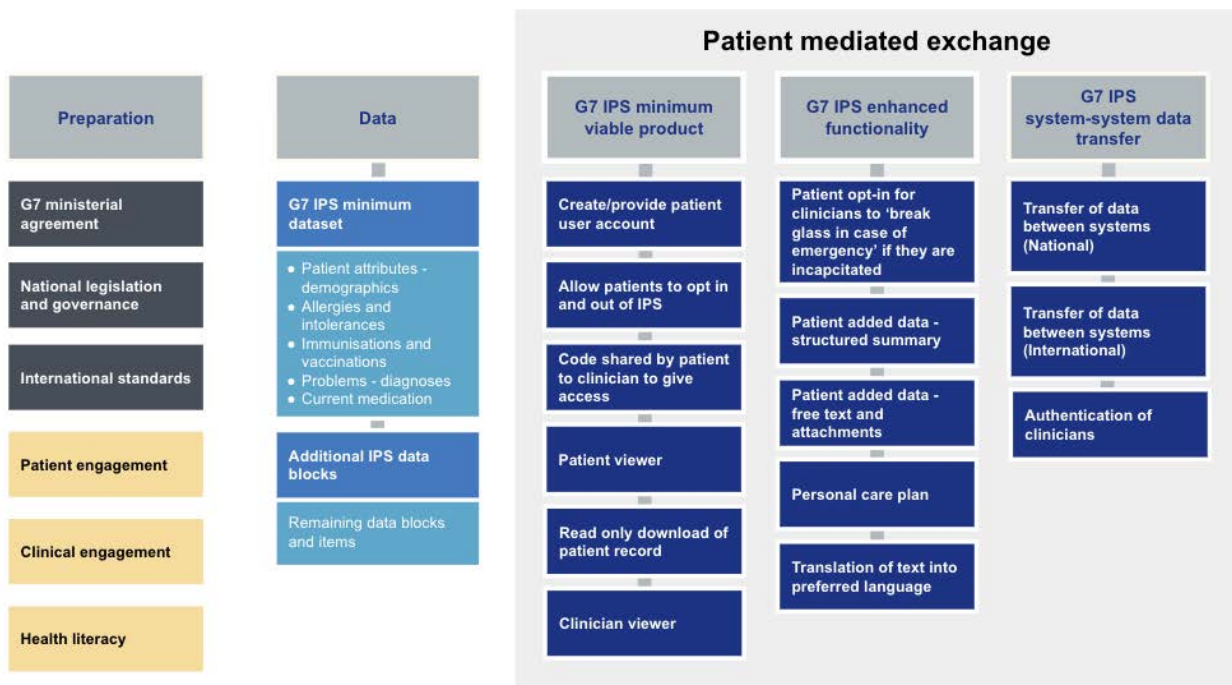 Patient mediated exchange
Preparation
G7 ministerial
agreement
National legislation
and governance
International standards
Patient engagement
Clinical engagement
Health literacy
Data
G7 IPS minimum
dataset
● Patient attributes -
demographics
● Allergies and
intolerances
● Immunisations and
vaccinations
● Problems - diagnoses
● Current medication
Additional IPS data
blocks
Remaining data blocks
and items
G7 IPS minimum
viable product
Create/provide patient
user account
Allow patients to opt in
and out of IPS
Code shared by patient
to clinician to give
access
Patient viewer
Read only download of
patient record
Clinician viewer
G7 IPS enhanced
functionality
Patient opt-in for
clinicians to ‘break
glass in case of
emergency’ if they are
incapcitated
Patient added data -
structured summary
Patient added data -
free text and
attachments
Personal care plan
Translation of text into
preferred language
G7 IPS
system-system data
transfer
Transfer of data
between systems
(National)
Transfer of data
between systems
(International)
Authentication of
clinicians